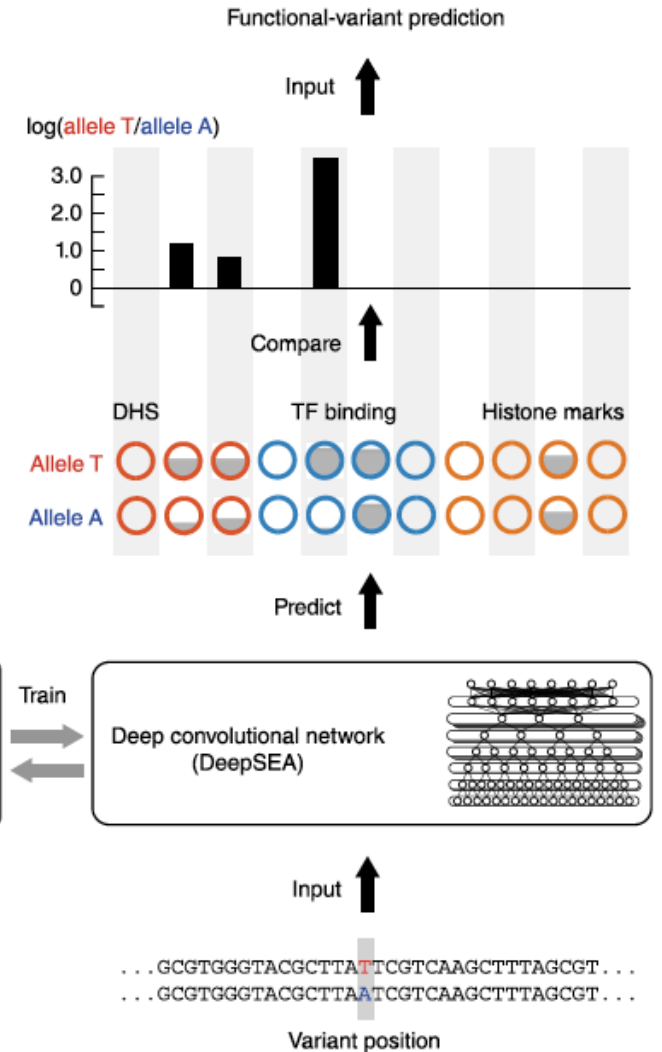 Functional-variant prediction
Input
log(allele T/allele A)
3.0
2.0
1.0
0
Compare
DHS TF binding Histone marks
Allele T
Allele A
Predict
Train
Deep convolutional network
(DeepSEA)
Input
...GCGTGGGTACGCTTATTCGTCAAGCTTTAGCGT...
...GCGTGGGTACGCTTAATCGTCAAGCTTTAGCGT...
Variant position